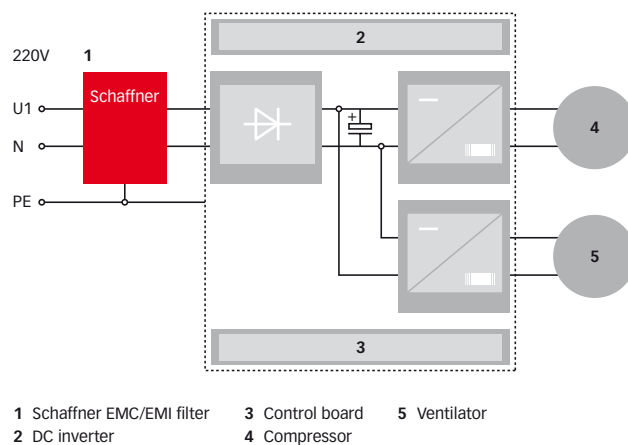 2
220V 1
Schaffner
U1
N
+
4
PE
5
3
1 Schaffner EMC/EMI filter 3 Control board 5 Ventilator
2 DC inverter 4 Compressor